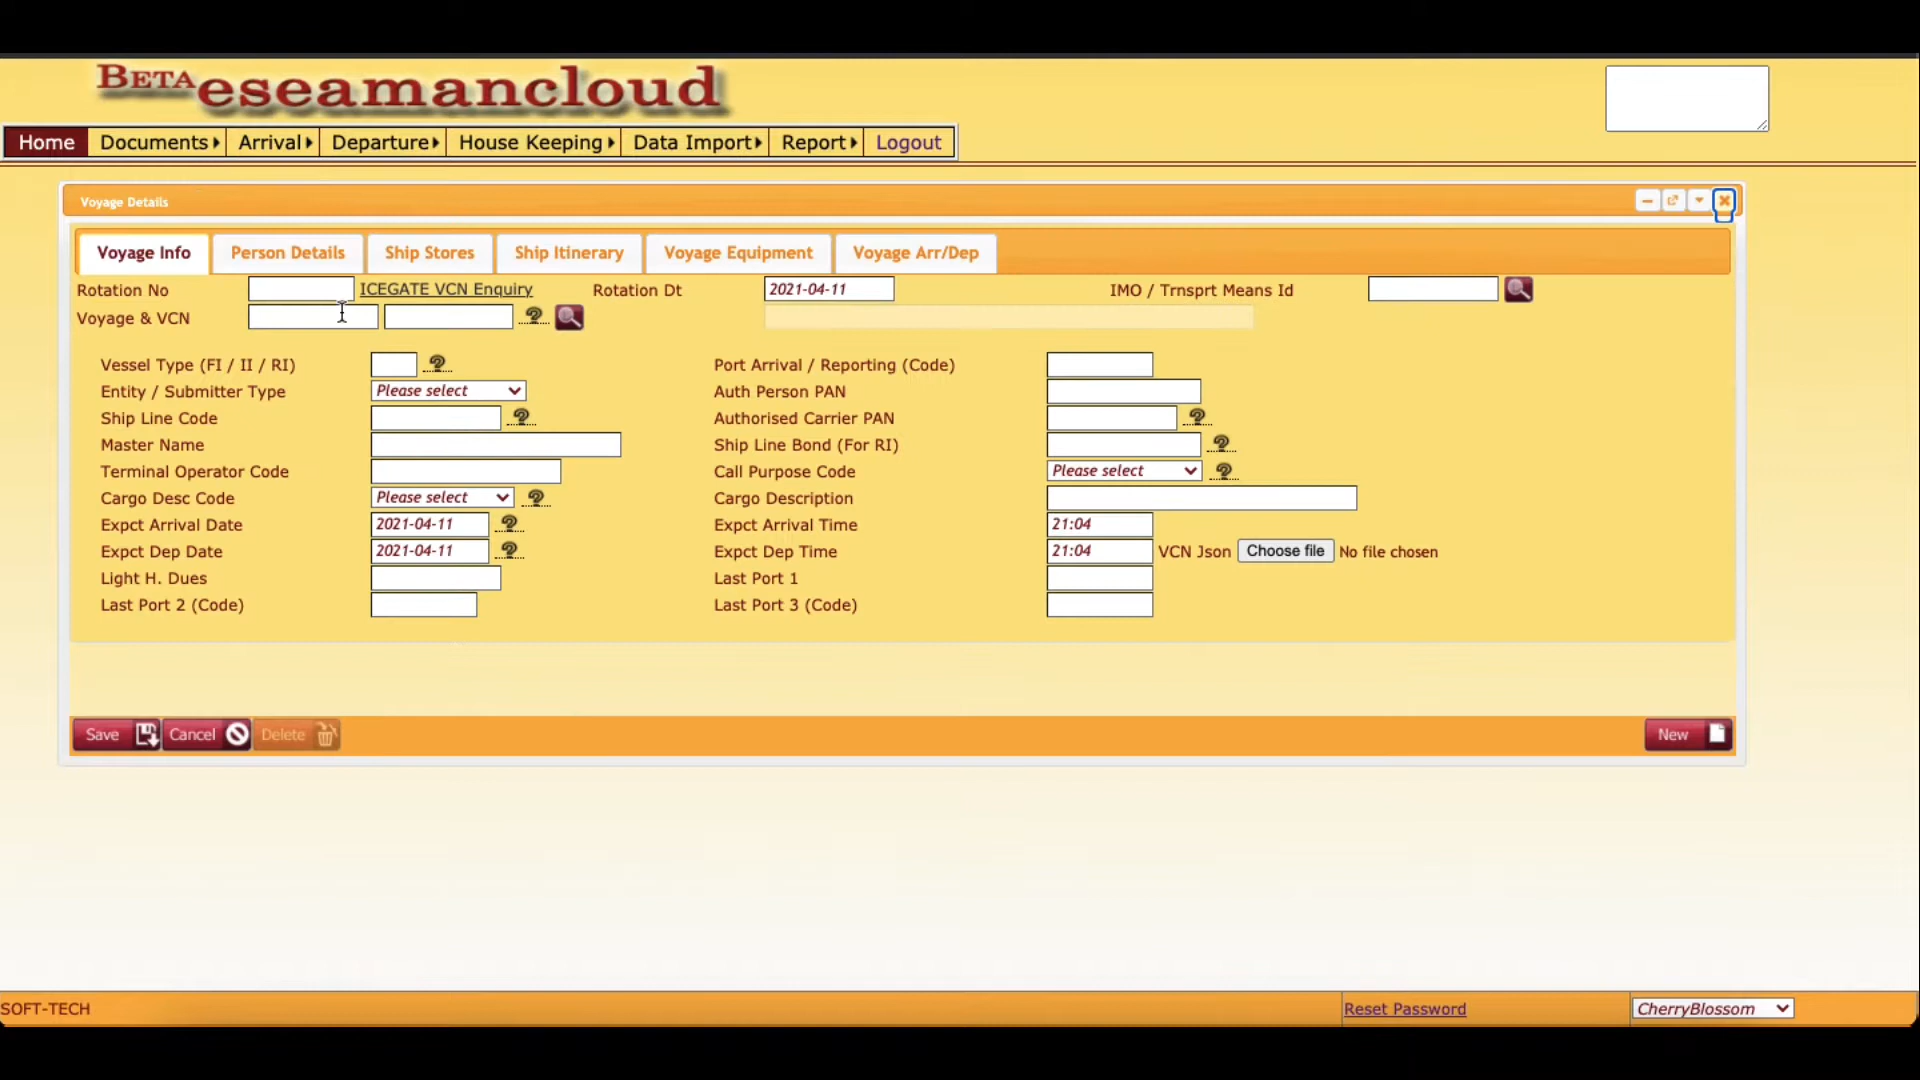 BETA eseamancloud
Home Documents Arrival Departure House Keeping Data Import Report Logout
Voyage Details
Voyage Info Person Details Ship Stores Ship Itinerary Voyage Equipment Voyage Arr/Dep
Rotation No ICEGATE VCN Enquiry Rotation Dt 2021-04-11 IMO / Trnsprt Means Id
Voyage & VCN ?
Vessel Type (FI / II / RI) ? Port Arrival / Reporting (Code)
Entity / Submitter Type Please select Auth Person PAN
Ship Line Code ? Authorised Carrier PAN ?
Master Name Ship Line Bond (For RI) ?
Terminal Operator Code Call Purpose Code Please select ?
Cargo Desc Code Please select ? Cargo Description
Expct Arrival Date 2021-04-11 ? Expct Arrival Time 21:04
Expct Dep Date 2021-04-11 ? Expct Dep Time 21:04 VCN Json Choose file No file chosen
Light H. Dues Last Port 1
Last Port 2 (Code) Last Port 3 (Code)
Save Cancel Delete New
SOFT-TECH Reset Password CherryBlossom